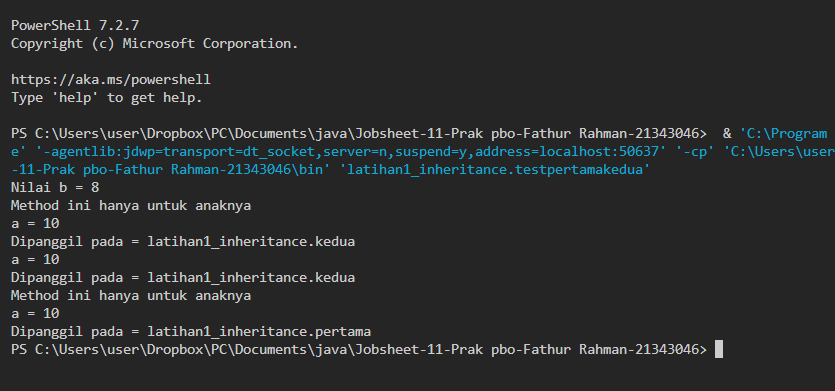 PowerShell 7.2.7
Copyright (c) Microsoft Corporation.
https://aka.ms/powershell
Type 'help' to get help.
PS C:\Users\user\Dropbox\PC\Documents\java\Jobsheet-11-Prak pbo-Fathur Rahman-21343046>  & 'C:\Program
e' '-agentlib:jdwp=transport=dt_socket,server=n,suspend=y,address=localhost:50637' '-cp' 'C:\Users\user
-11-Prak pbo-Fathur Rahman-21343046\bin' 'latihan1_inheritance.testpertamakedua'
Nilai b = 8
Method ini hanya untuk anaknya
a = 10
Dipanggil pada = latihan1_inheritance.kedua
a = 10
Dipanggil pada = latihan1_inheritance.kedua
Method ini hanya untuk anaknya
a = 10
Dipanggil pada = latihan1_inheritance.pertama
PS C:\Users\user\Dropbox\PC\Documents\java\Jobsheet-11-Prak pbo-Fathur Rahman-21343046>